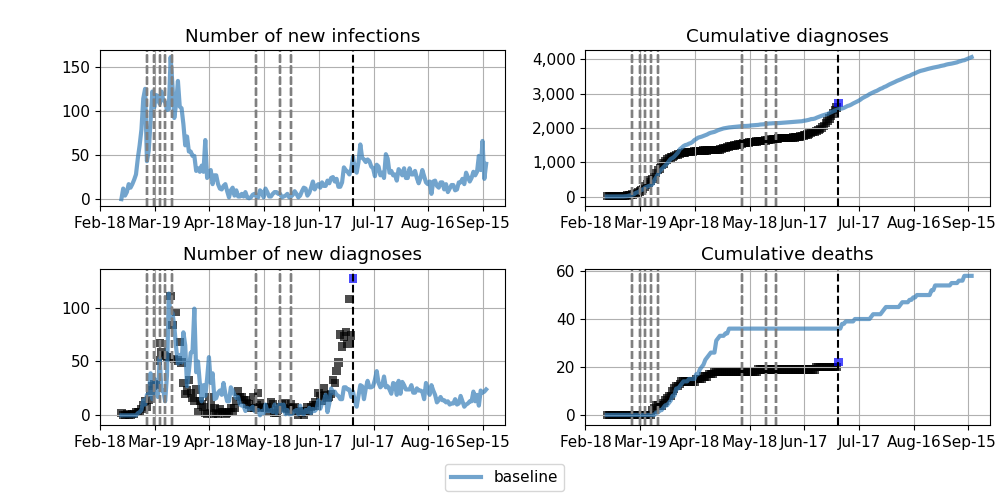 Number of new infections
150
100
50
0
Feb-18 Mar-19 Apr-18 May-18 Jun-17 Jul-17 Aug-16 Sep-15
Cumulative diagnoses
4,000
3,000
2,000
1,000
0
Feb-18 Mar-19 Apr-18 May-18 Jun-17 Jul-17 Aug-16 Sep-15
Number of new diagnoses
100
50
0
Feb-18 Mar-19 Apr-18 May-18 Jun-17 Jul-17 Aug-16 Sep-15
Cumulative deaths
60
40
20
0
Feb-18 Mar-19 Apr-18 May-18 Jun-17 Jul-17 Aug-16 Sep-15
baseline